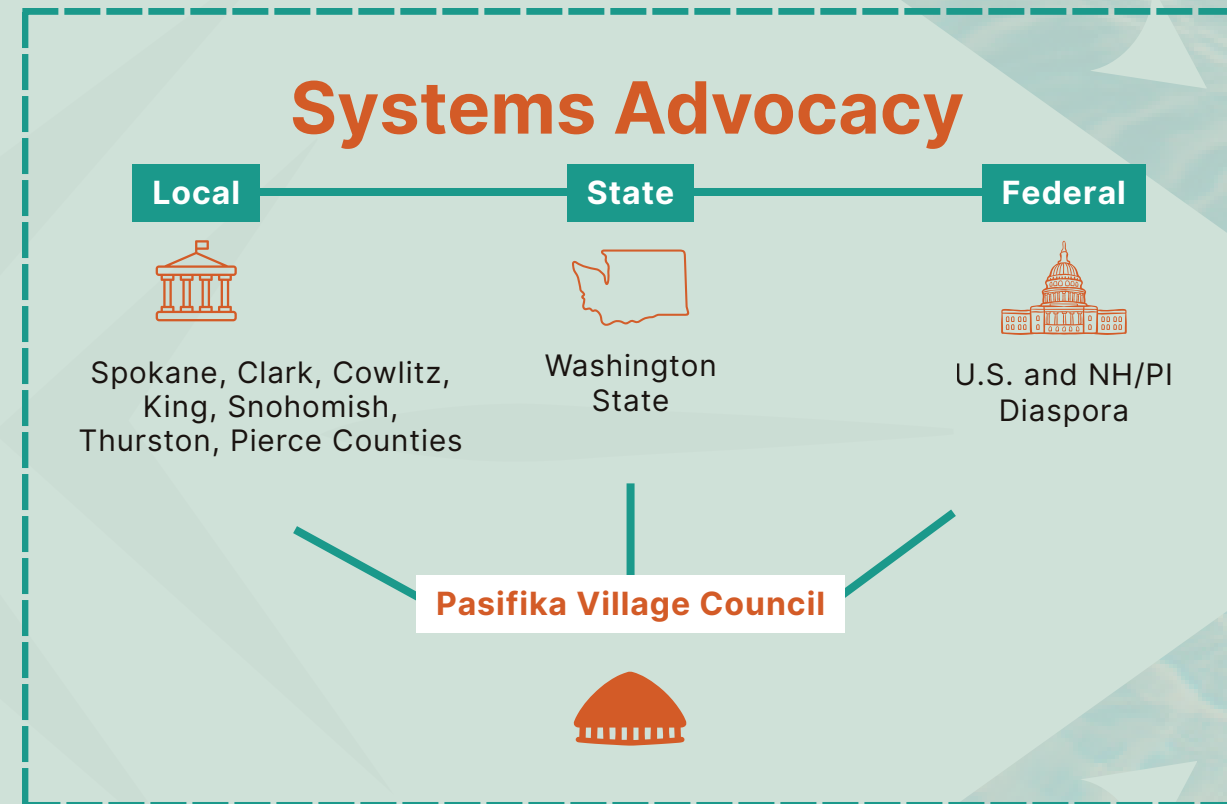 Systems Advocacy
Local
State
Federal
Spokane, Clark, Cowlitz,
King, Snohomish,
Thurston, Pierce Counties
Washington
State
U.S. and NH/PI
Diaspora
Pasifika Village Council